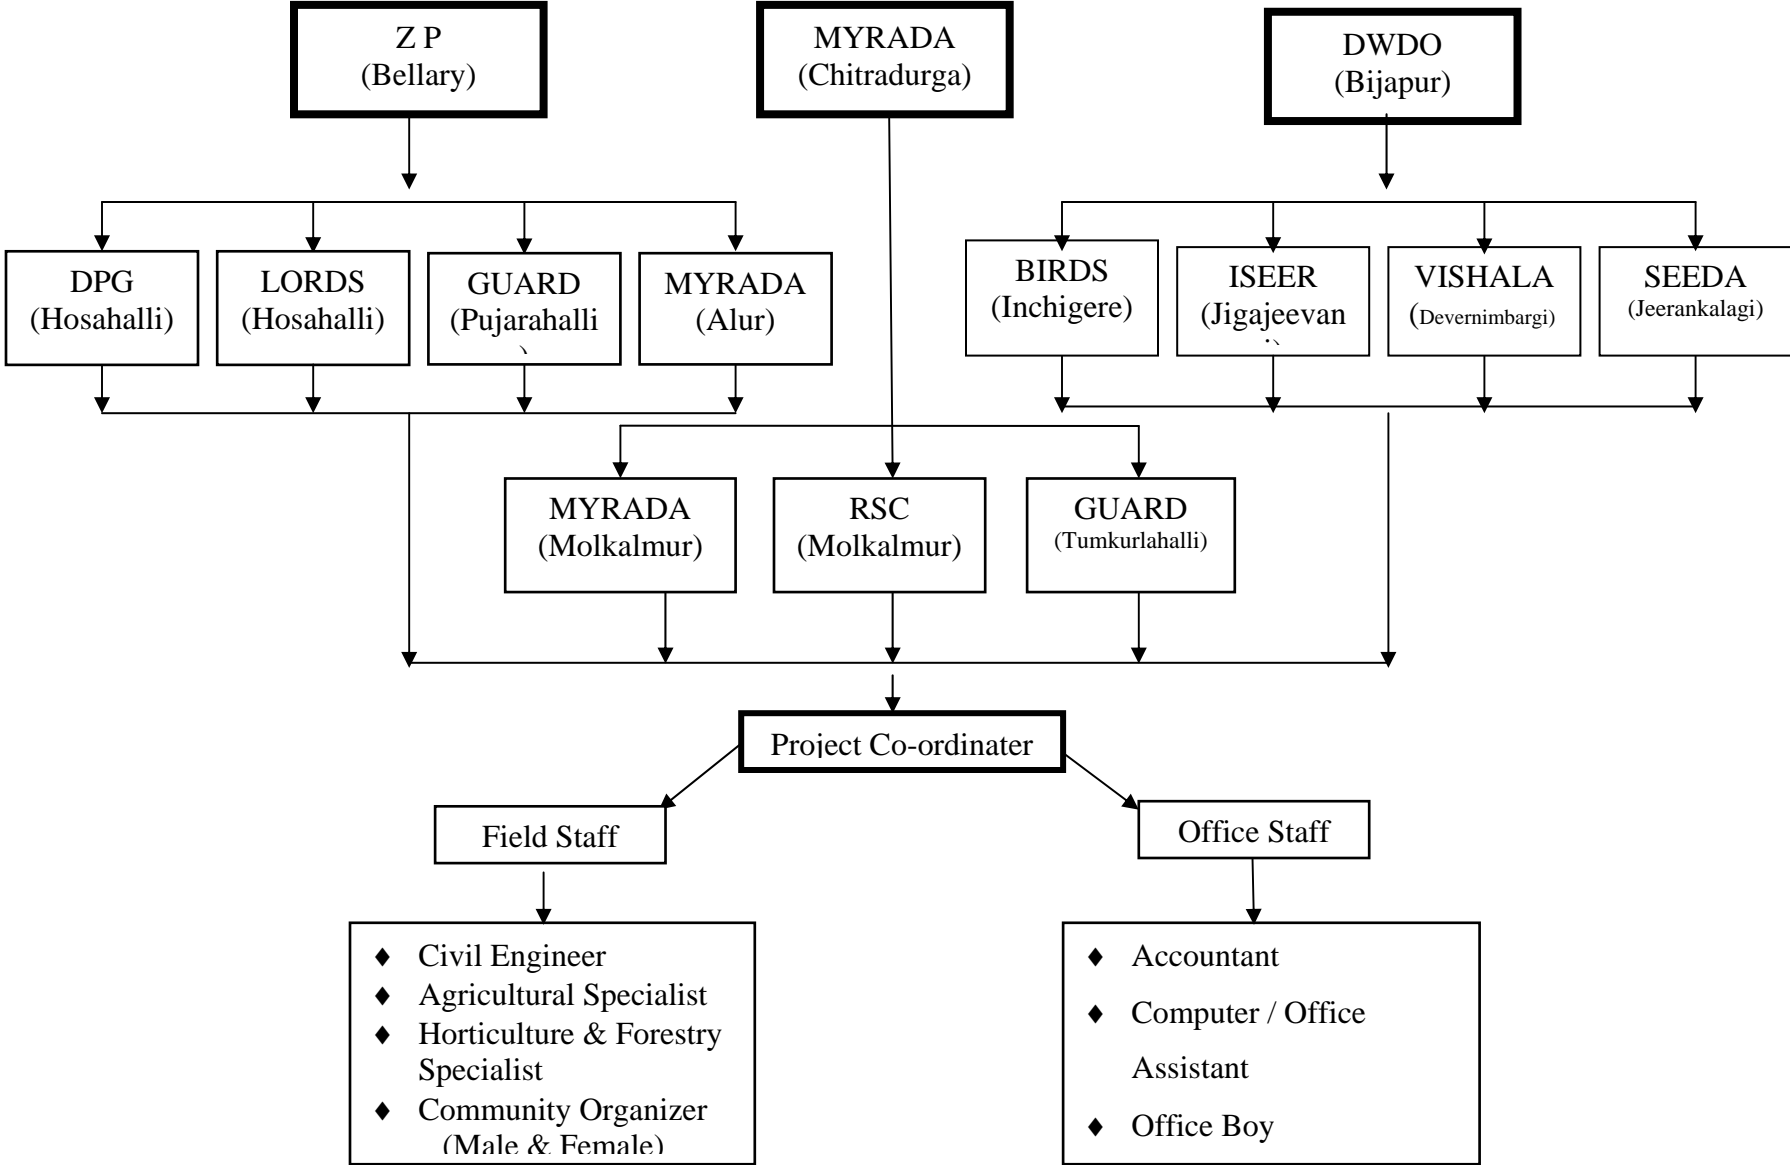 Z P
(Bellary)
MYRADA
(Chitradurga)
DWDO
(Bijapur)
DPG
(Hosahalli)
LORDS
(Hosahalli)
GUARD
(Pujarahalli
)
MYRADA
(Alur)
BIRDS
(Inchigere)
ISEER
(Jigajeevan
VISHALA
(Devernimbargi)
SEEDA
(Jeerankalagi)
MYRADA
(Molkalmur)
RSC
(Molkalmur)
GUARD
(Tumkurlahalli)
Project Co-ordinater
Field Staff
Office Staff
♦ Civil Engineer
♦ Agricultural Specialist
♦ Horticulture & Forestry
Specialist
♦ Community Organizer
(Male & Female)
♦ Accountant
♦ Computer / Office
Assistant
♦ Office Boy